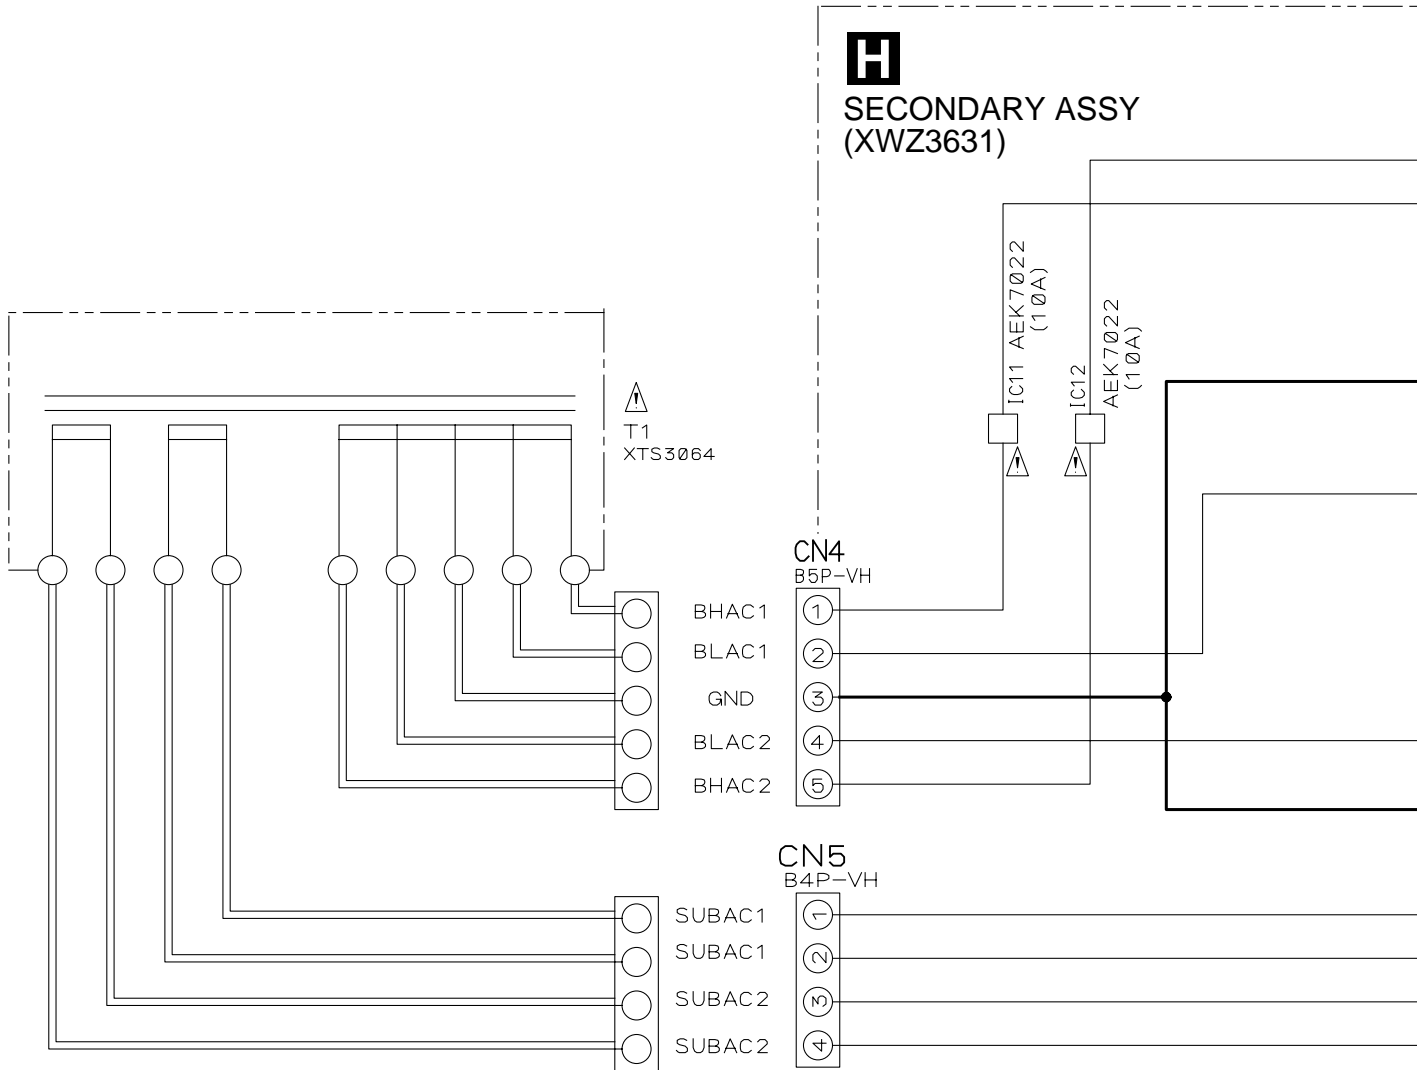 H
SECONDARY ASSY
(XWZ3631)
IC11 AEK7022
(10A)
IC12
AEK7022
(10A)
T1
XTS3064
CN4
B5P-VH
BHAC1
1
BLAC1
2
GND
3
BLAC2
4
BHAC2
5
CN5
B4P-VH
SUBAC1
1
SUBAC1
2
SUBAC2
3
SUBAC2
4